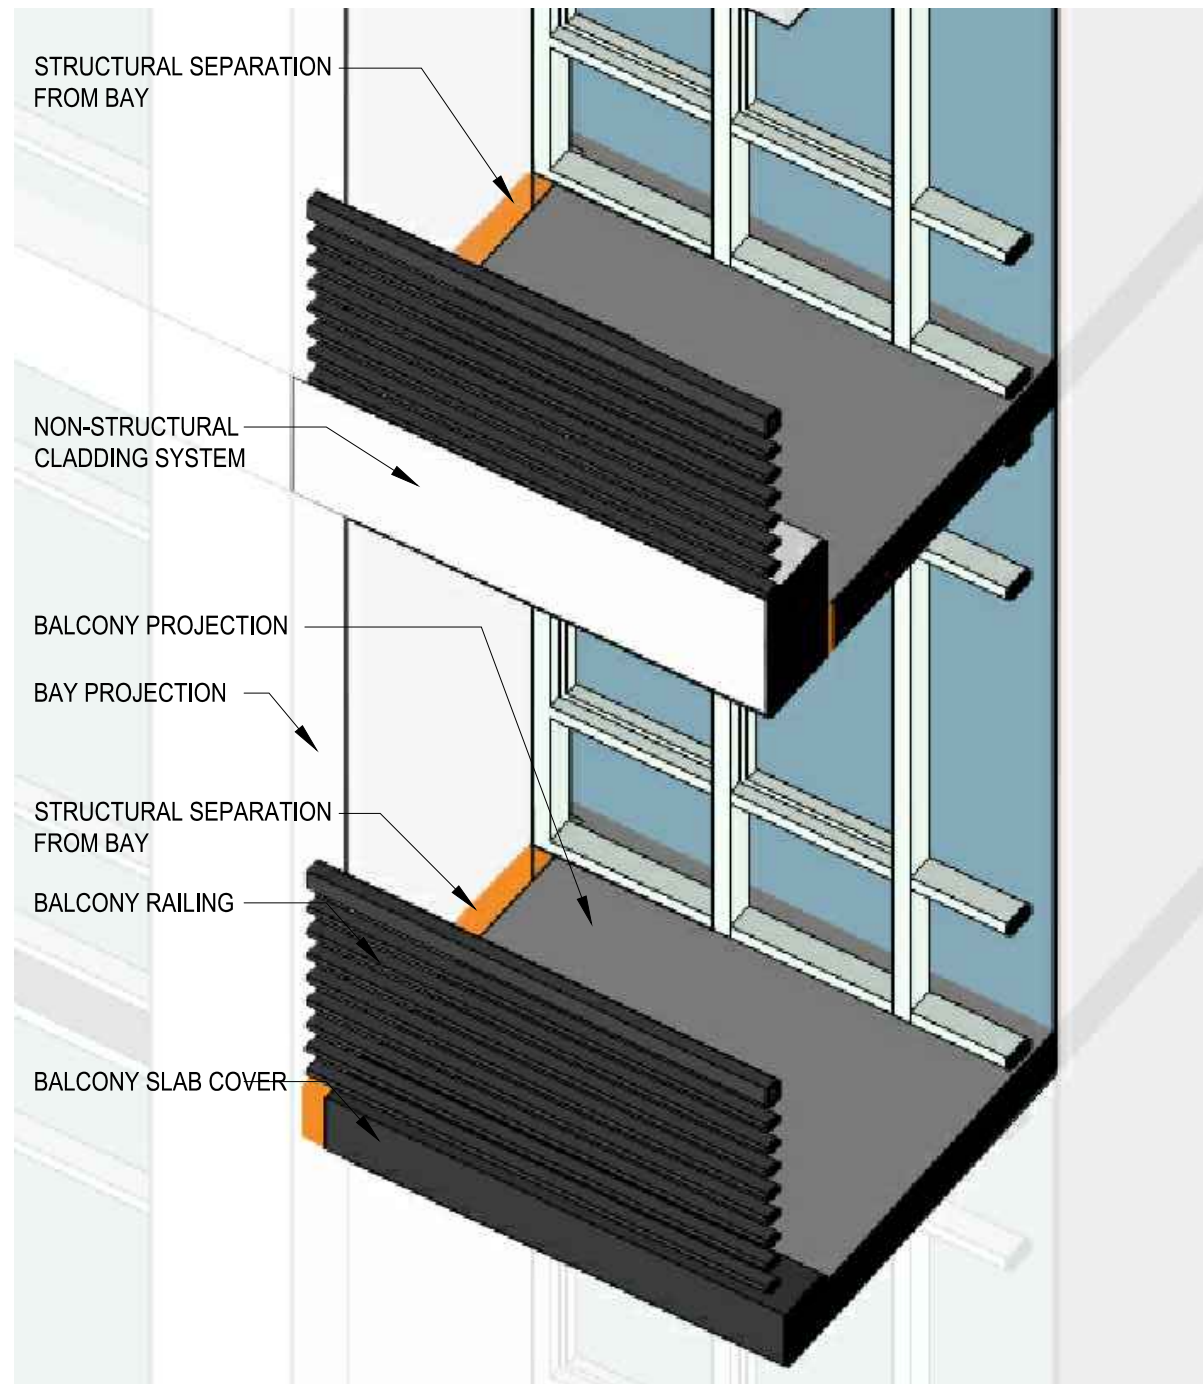 STRUCTURAL SEPARATION
FROM BAY
NON-STRUCTURAL
CLADDING SYSTEM
BALCONY PROJECTION
BAY PROJECTION
STRUCTURAL SEPARATION
FROM BAY
BALCONY RAILING
BALCONY SLAB COVER